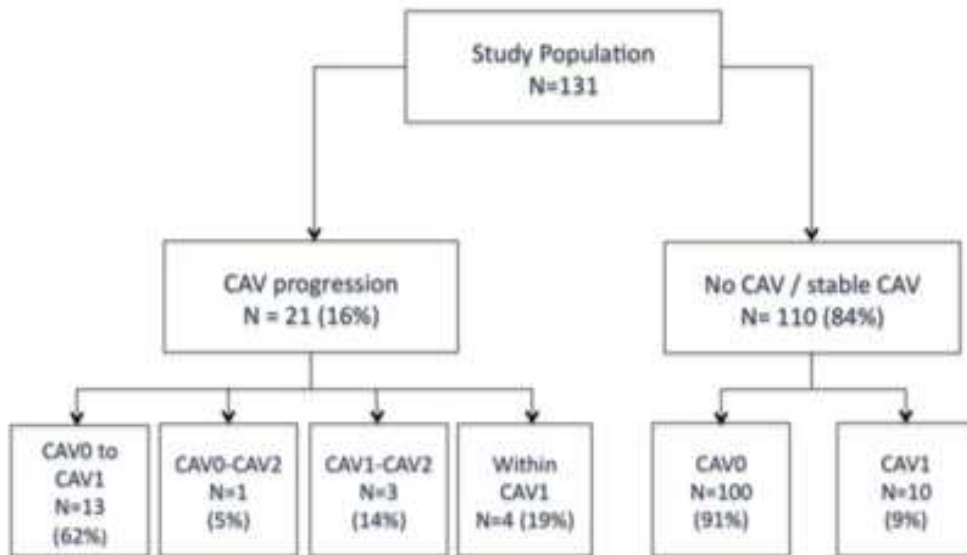 Study Population
N=131
CAV progression
N = 21 (16%)
No CAV / stable CAV
N= 110 (84%)
CAV0 to
CAV1
N=13
(62%)
CAV0-CAV2
N=1
(5%)
CAV1-CAV2
N=3
(14%)
Within
CAV1
N=4 (19%)
CAV0
N=100
(91%)
CAV1
N=10
(9%)